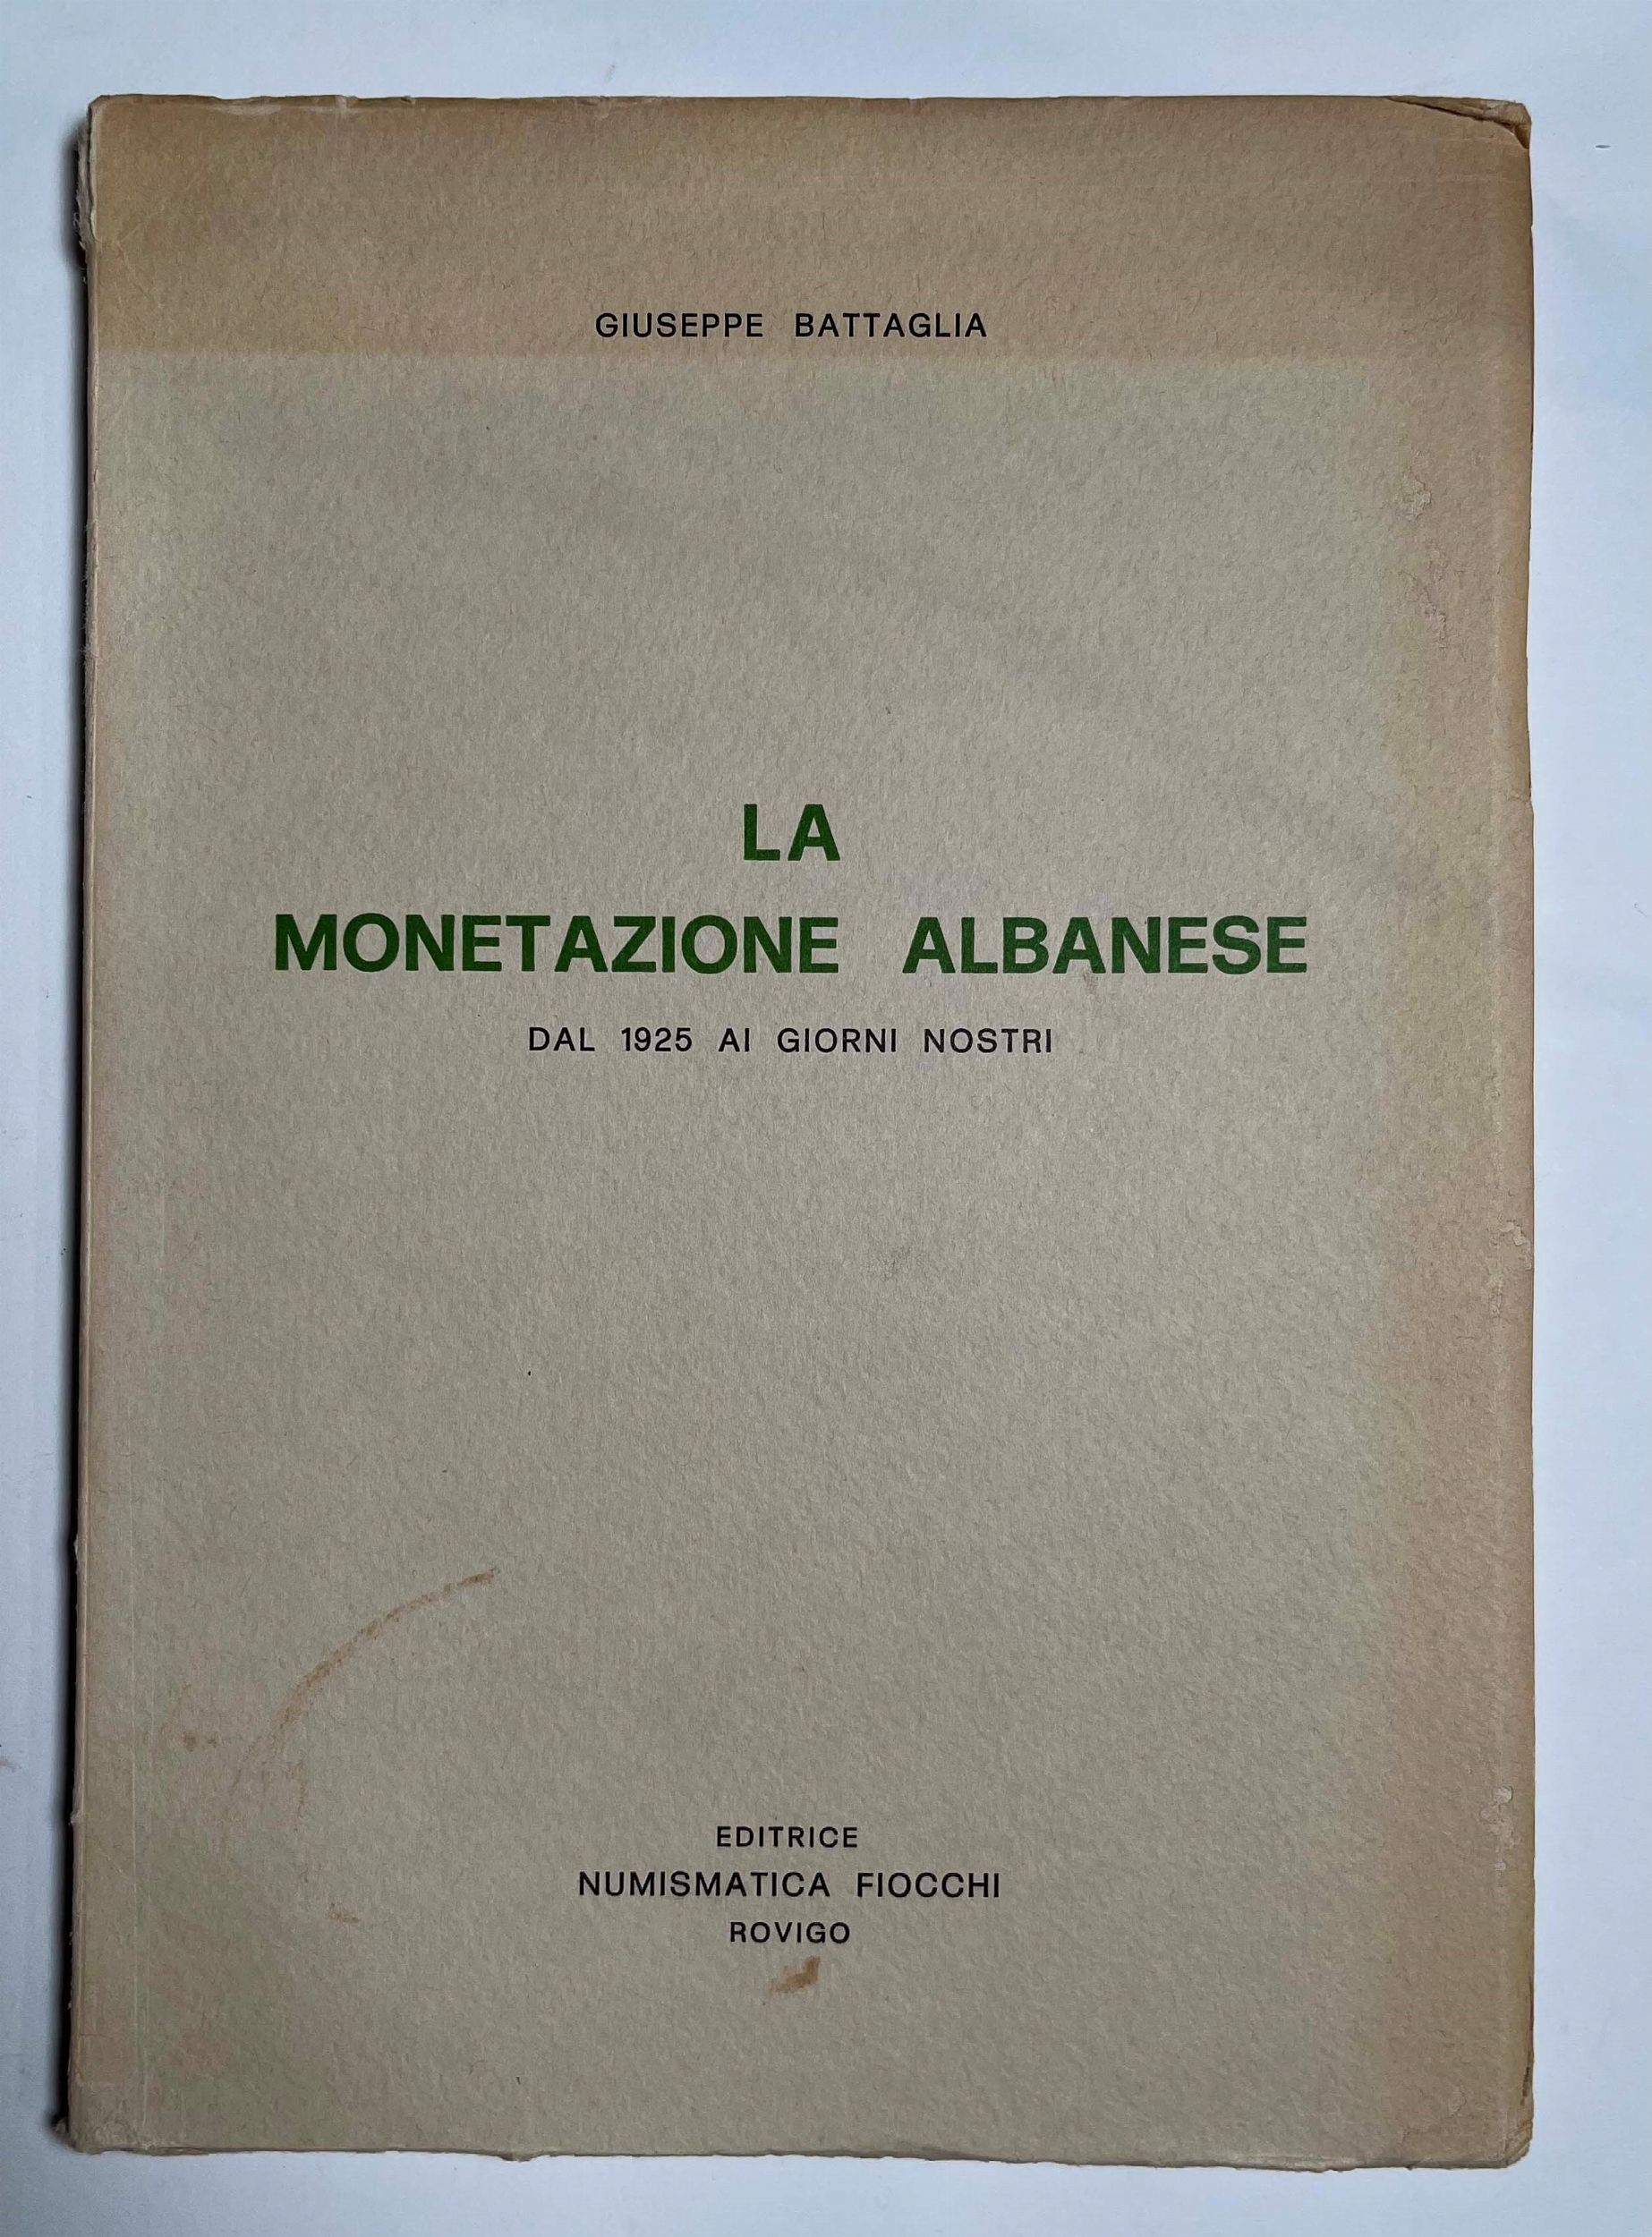 GIUSEPPE BATTAGLIA
LA
MONETAZIONE ALBANESE
DAL 1925 AI GIORNI NOSTRI
EDITRICE
NUMISMATICA FIOCCHI
ROVIGO